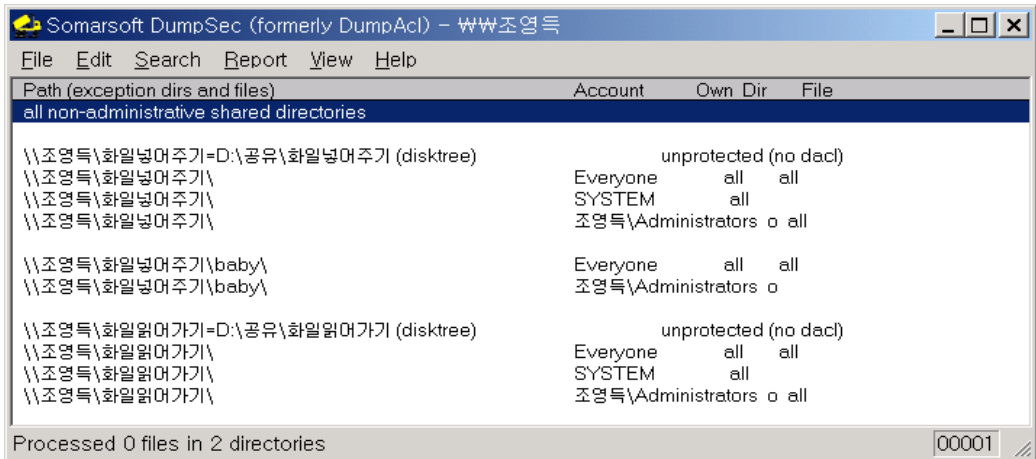 Somarsoft DumpSec (formerly DumpAcl) - ₩₩조영득
File Edit Search Report View Help
Path (exception dirs and files) Account Own Dir File
all non-administrative shared directories
\\조영득\화일넣어주기=D:\공유\화일넣어주기 (disktree) unprotected (no dacl)
\\조영득\화일넣어주기\ Everyone all all
\\조영득\화일넣어주기\ SYSTEM all
\\조영득\화일넣어주기\ 조영득\Administrators o all
\\조영득\화일넣어주기\baby\ Everyone all all
\\조영득\화일넣어주기\baby\ 조영득\Administrators o
\\조영득\화일읽어가기=D:\공유\화일읽어가기 (disktree) unprotected (no dacl)
\\조영득\화일읽어가기\ Everyone all all
\\조영득\화일읽어가기\ SYSTEM all
\\조영득\화일읽어가기\ 조영득\Administrators o all
Processed 0 files in 2 directories 00001